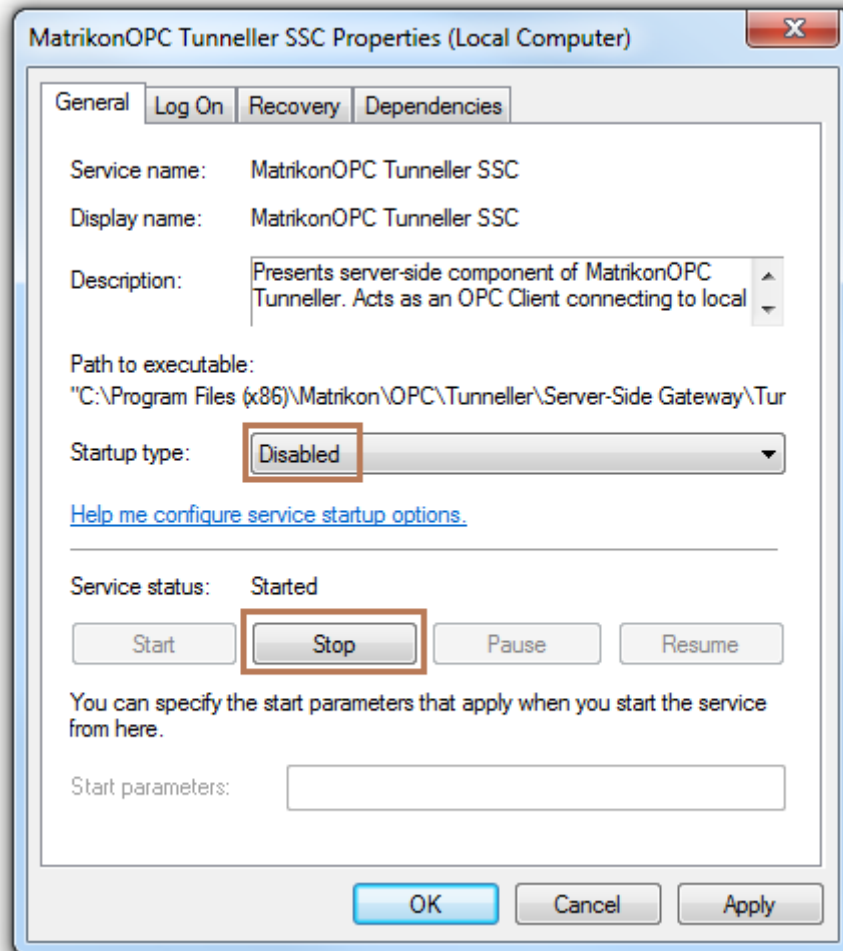 MatrikonOPC Tunneller SSC Properties (Local Computer)
General Log On Recovery Dependencies
Service name: MatrikonOPC Tunneller SSC
Display name: MatrikonOPC Tunneller SSC
Description: Presents server-side component of MatrikonOPC
Tunneller. Acts as an OPC Client connecting to local
Path to executable:
"C:\Program Files (x86)\Matrikon\OPC\Tunneller\Server-Side Gateway\Tur
Startup type: Disabled
Help me configure service startup options.
Service status: Started
Start Stop Pause Resume
You can specify the start parameters that apply when you start the service
from here.
Start parameters:
OK Cancel Apply